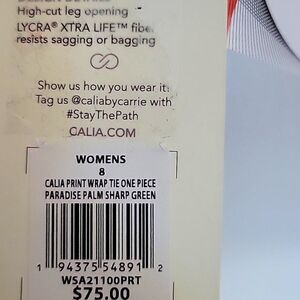 High-cut leg opening
LYCRA® XTRA LIFE™ fibe
resists sagging or bagging
Show us how you wear it
Tag us @caliabycarrie with
#StayThePath
CALIA.COM
WOMENS
8
CALIA PRINT WRAP TIE ONE PIECE
PARADISE PALM SHARP GREEN
1 94375 54891 2
WSA21100PRT
$75.00